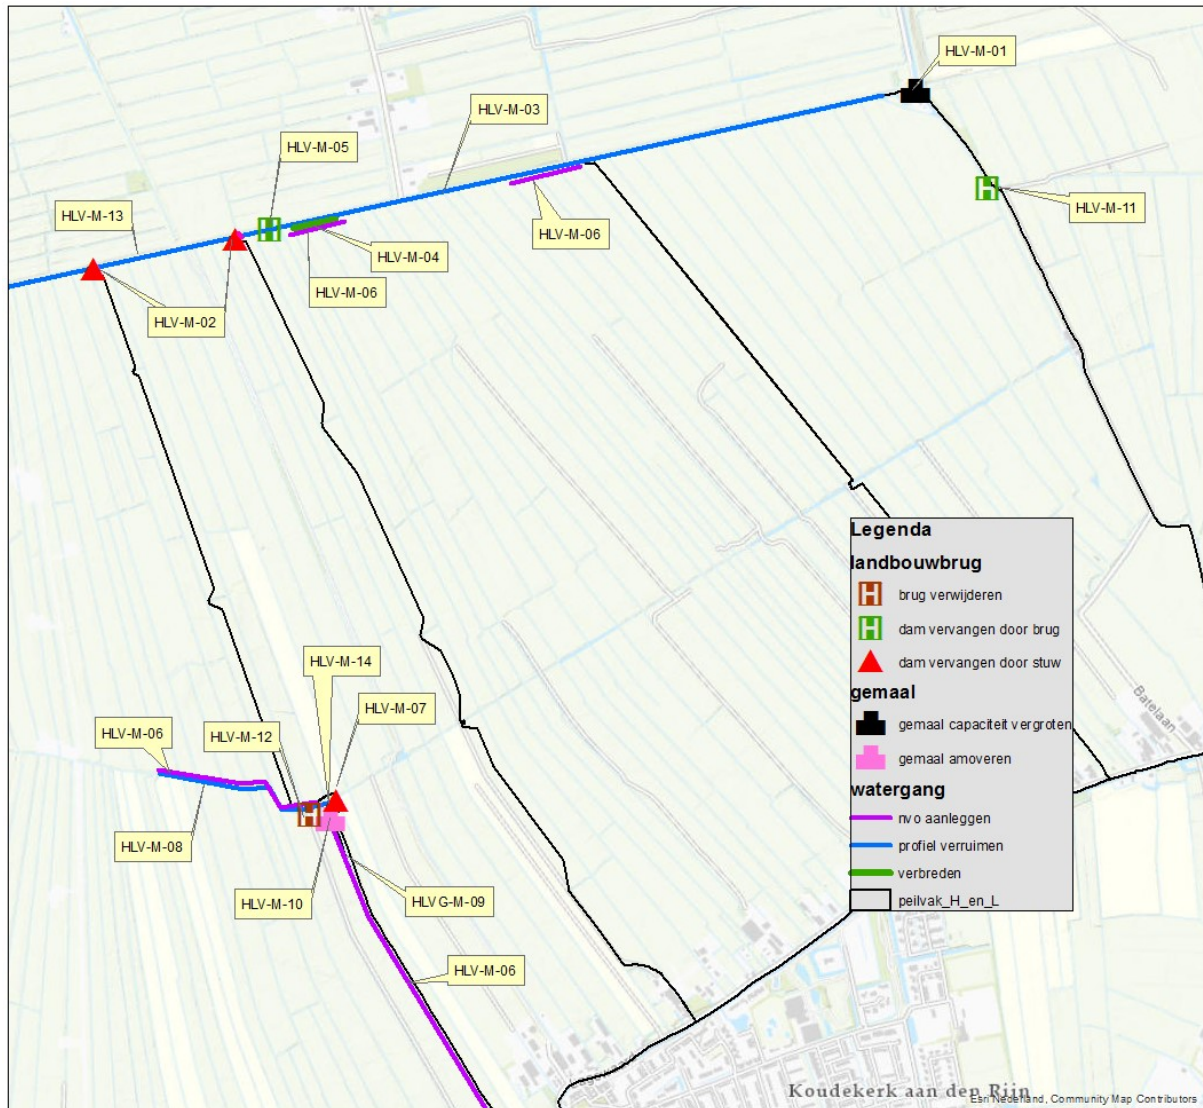 HLV-M-01
HLV-M-03
HLV-M-05
HLV-M-11
HLV-M-13
HLV-M-06
HLV-M-04
HLV-M-06
HLV-M-02
Legenda
landbouwbrug
brug verwijderen
dam vervangen door brug
dam vervangen door stuw
gemaal
gemaal capaciteit vergroten
gemaal amoveren
watergang
nvo aanleggen
profiel verruimen
verbreden
peilvak_H_en_L
Batelaan
HLV-M-14
HLV-M-07
HLV-M-06
HLV-M-12
HLV-M-08
HLV-M-10
HLVG-M-09
HLV-M-06
Koudekerk aan den Rijn
Esri Nederland, Community Map Contributors